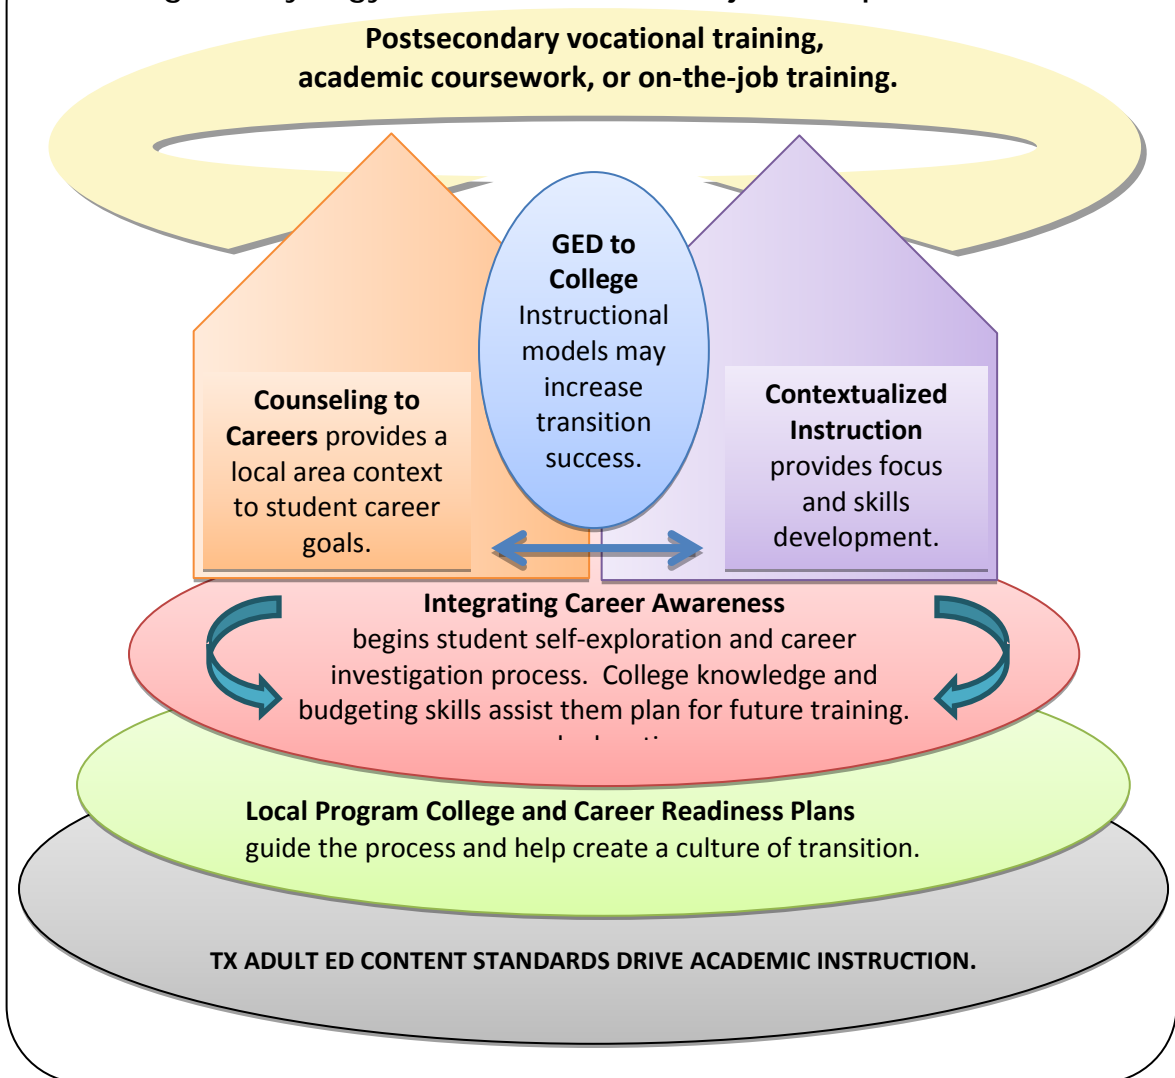 Postsecondary vocational training,
academic coursework, or on-the-job training.
GED to
College
Instructional
models may
increase
transition
success.
Counseling to
Careers provides a
local area context
to student career
goals.
Contextualized
Instruction
provides focus
and skills
development.
Integrating Career Awareness
begins student self-exploration and career
investigation process. College knowledge and
budgeting skills assist them plan for future training.
Local Program College and Career Readiness Plans
guide the process and help create a culture of transition.
TX ADULT ED CONTENT STANDARDS DRIVE ACADEMIC INSTRUCTION.